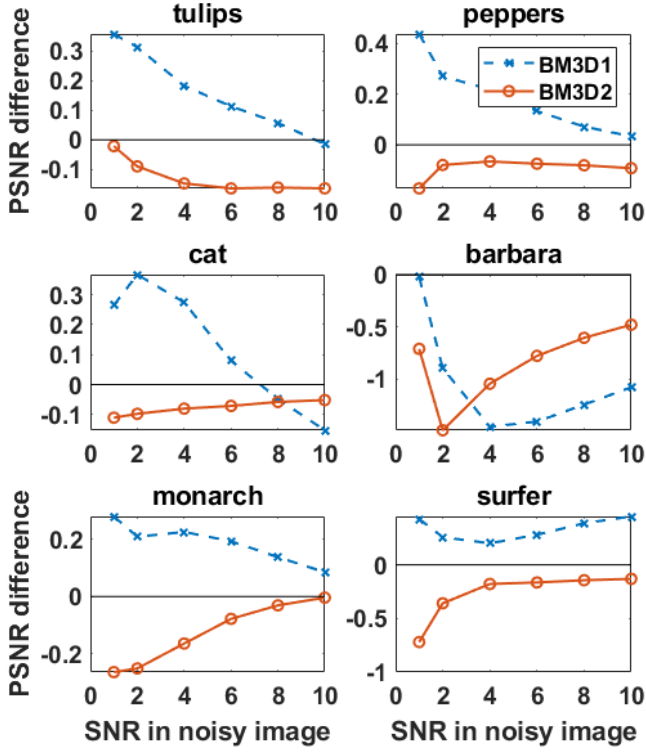 tulips
peppers
PSNR difference
0.3
0.2
0.1
0
-0.1
0 2 4 6 8 10
0.4
0.2
0
0 2 4 6 8 10
BM3D1
BM3D2
cat
barbara
0.3
0.2
0.1
0
-0.1
0 2 4 6 8 10
0
-0.5
-1
0 2 4 6 8 10
monarch
surfer
PSNR difference
0.2
0
-0.2
0 2 4 6 8 10
SNR in noisy image
0
-0.5
-1
0 2 4 6 8 10
SNR in noisy image